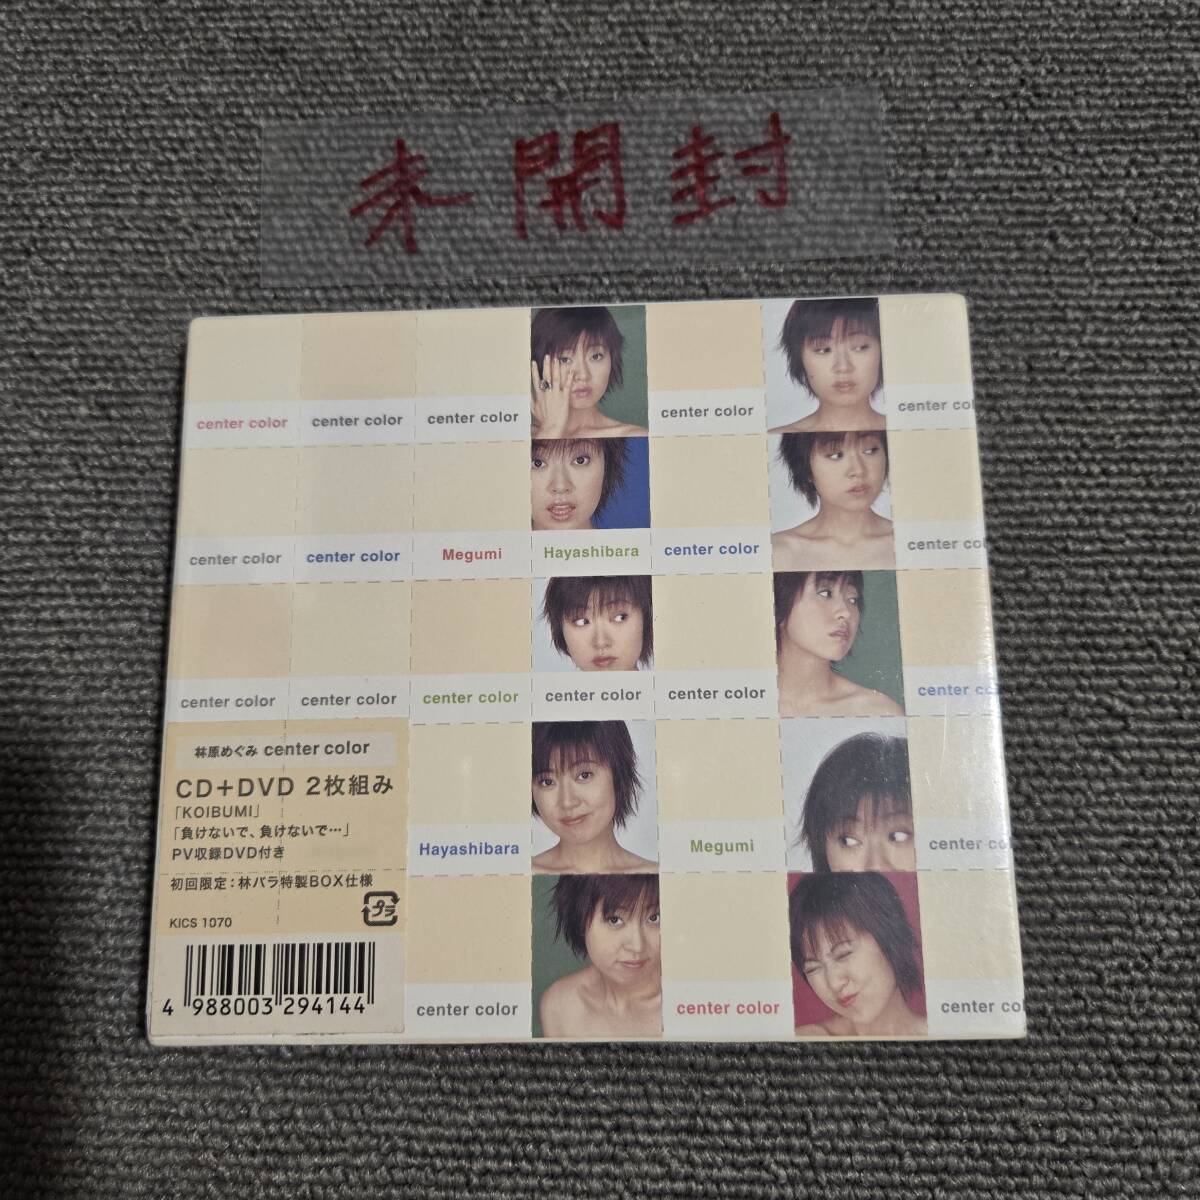 未開封
center color center color center color center color center co
center color center color Megumi Hayashibara center color center col
center color center color center color center color center color center co
林原めぐみ center color
CD+DVD 2枚組み
「KOIBUMI」
「負けないで、負けないで…」
PV収録DVD付き
初回限定:林バラ特製BOX仕様
プラ
KICS 1070
4 988003 294144
Hayashibara Megumi center co
center color center color center co